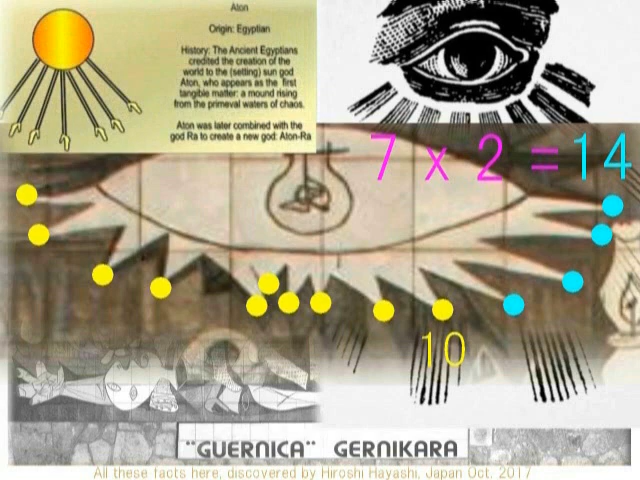 Aton
Origin: Egyptian
History: The Ancient Egyptians
credited the creation of the
world to the (setting) sun god
Aton, who appears as the first
tangible matter: a mound rising
from the primeval waters of chaos.
Aton was later combined with the
god Ra to create a new god: Aton-Ra
7 x 2 = 14
10
"GUERNICA" GERNIKARA
All these facts here, discovered by Hiroshi Hayashi, Japan Oct. 2017